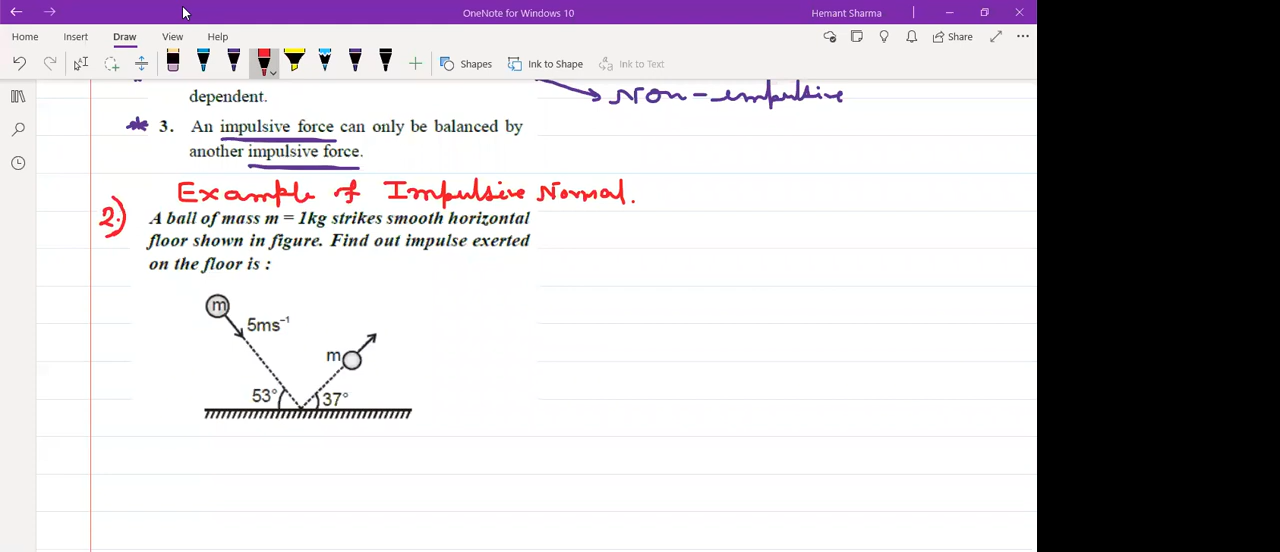 OneNote for Windows 10
Hemant Sharma
Home Insert Draw View Help
Share
Shapes Ink to Shape Ink to Text
dependent.
Non-impulsive
3. An impulsive force can only be balanced by
another impulsive force.
Example of Impulsive Normal.
2.)
A ball of mass m = 1kg strikes smooth horizontal
floor shown in figure. Find out impulse exerted
on the floor is :
m
5ms⁻¹
m
53°
37°